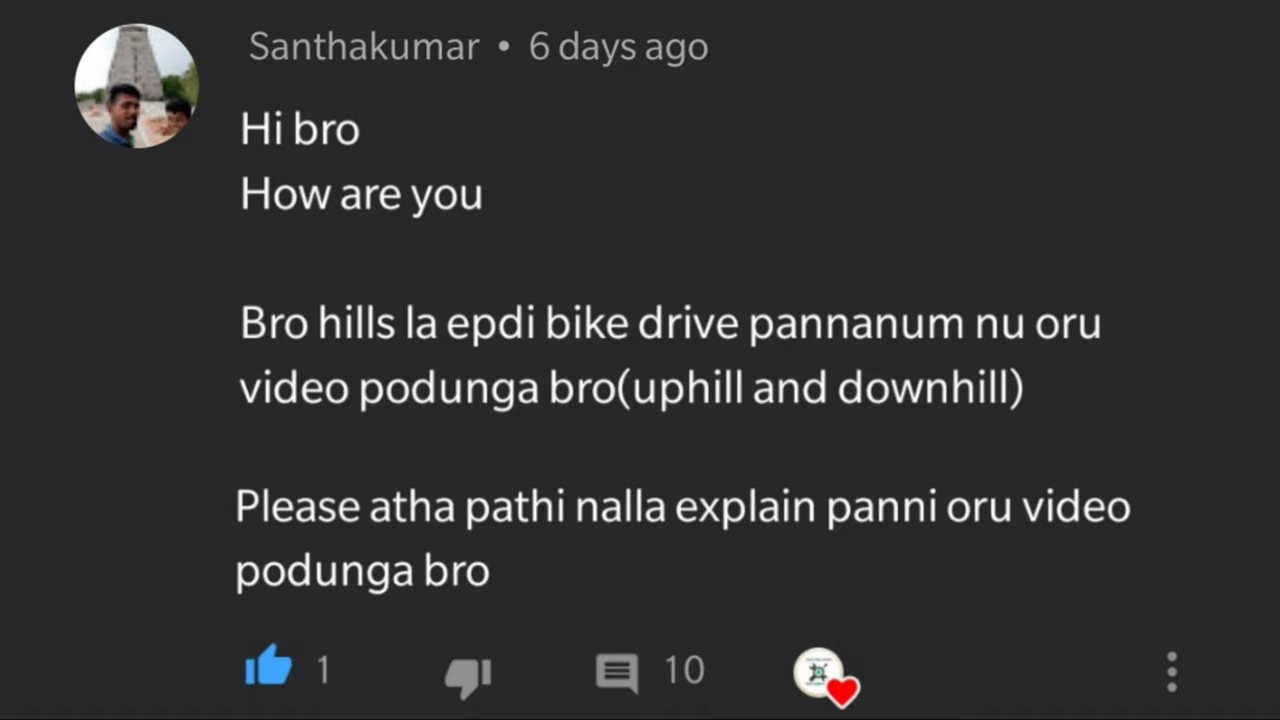 Santhakumar • 6 days ago
Hi bro
How are you
Bro hills la epdi bike drive pannanum nu oru
video podunga bro(uphill and downhill)
Please atha pathi nalla explain panni oru video
podunga bro
1
10